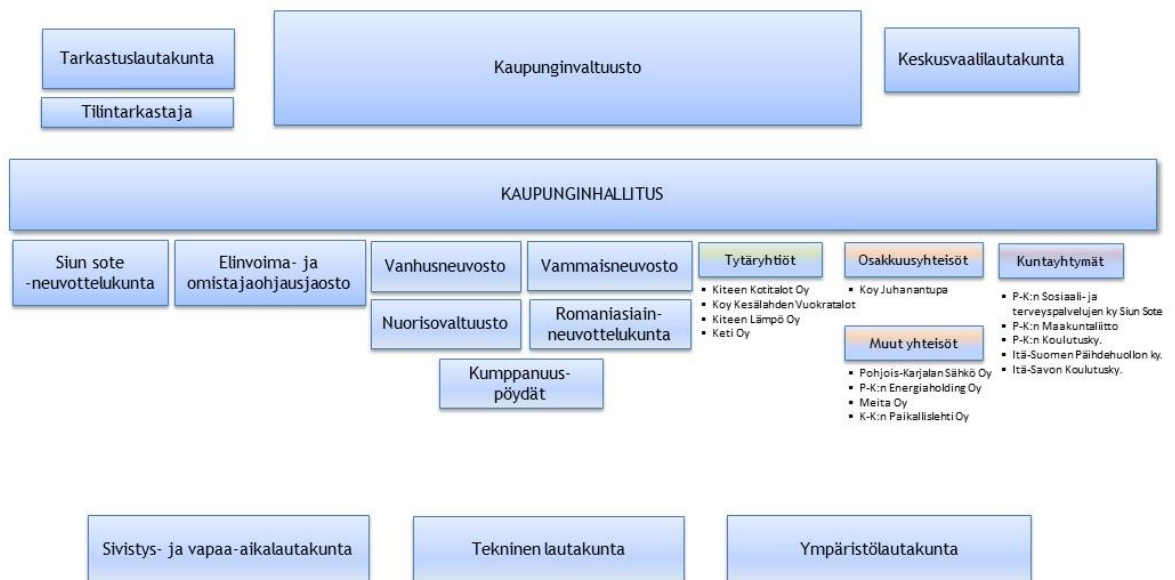 Tarkastuslautakunta
Tilintarkastaja
Kaupunginvaltuusto
Keskusvaalilautakunta
KAUPUNGINHALLITUS
Siun sote
-neuvottelukunta
Elinvoima- ja
omistajaohjausjaosto
Vanhusneuvosto
Vammaisneuvosto
Nuorisovaltuusto
Romaniasiain-
neuvottelukunta
Kumppanuus-
pöydät
Tytäryhtiöt
▪ Kiteen Kotitalot Oy
▪ Koy Kesälahden Vuokratalot
▪ Kiteen Lämpö Oy
▪ Keti Oy
Osakkuusyhteisöt
▪ Koy Juhanantupa
Muut yhteisöt
▪ Pohjois-Karjalan Sähkö Oy
▪ P-K:n Energiaholding Oy
▪ Meita Oy
▪ K-K:n Paikallislehti Oy
Kuntayhtymät
▪ P-K:n Sosiaali- ja
terveyspalvelujen ky Siun Sote
▪ P-K:n Maakuntaliitto
▪ P-K:n Koulutusky.
▪ Itä-Suomen Päihdehuollon ky.
▪ Itä-Savon Koulutusky.
Sivistys- ja vapaa-aikalautakunta
Tekninen lautakunta
Ympäristölautakunta